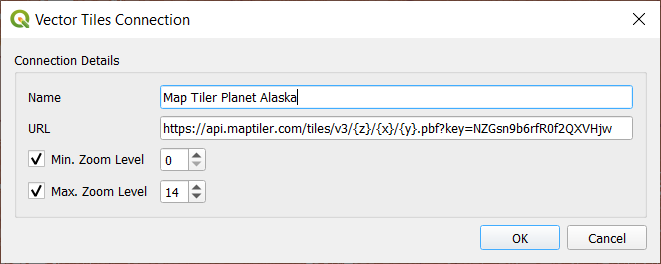 Vector Tiles Connection
Connection Details
Name Map Tiler Planet Alaska
URL https://api.maptiler.com/tiles/v3/{z}/{x}/{y}.pbf?key=NZGsn9b6rfR0f2QXVHjw
Min. Zoom Level 0
Max. Zoom Level 14
OK Cancel